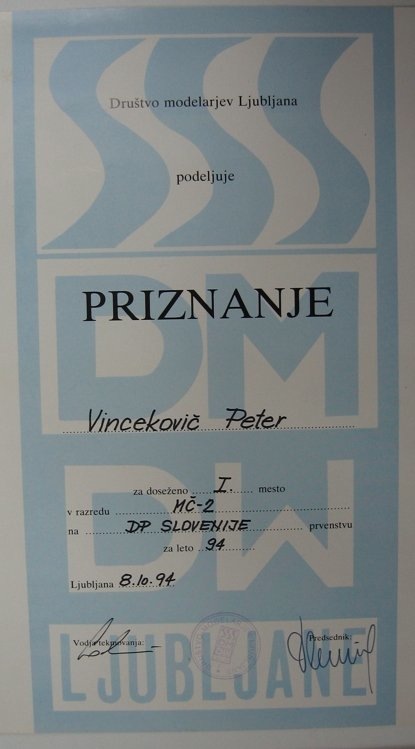 Društvo modelarjev Ljubljana
podeljuje
PRIZNANJE
DM
Vincekovič Peter
za doseženo I. mesto
v razredu MČ-2
na DP SLOVENIJE prvenstvu
za leto 94
Ljubljana 8.10.94
Vodja tekmovanja: Predsednik:
LJUBLJANE